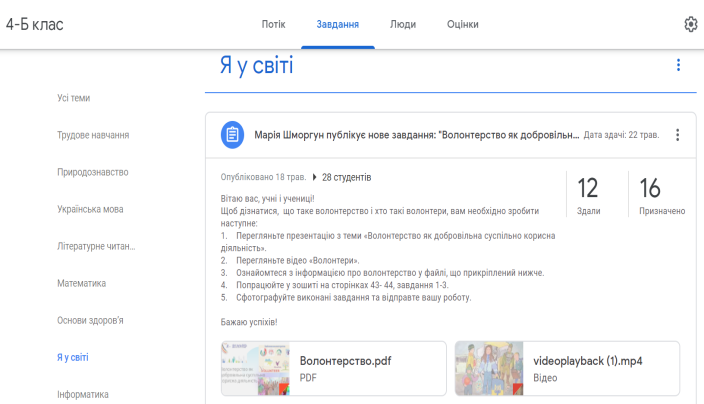 4-Б клас
Потік
Завдання
Люди
Оцінки
Я у світі
Усі теми
Трудове навчання
Природознавство
Українська мова
Літературне читан...
Математика
Основи здоров'я
Я у світі
Інформатика
Марія Шморгун публікує нове завдання: "Волонтерство як добровільн... Дата здачі: 22 трав.
Опубліковано 18 трав. 28 студентів
12
Здали
16
Призначено
Вітаю вас, учні і учениці!
Щоб дізнатися, що таке волонтерство і хто такі волонтери, вам необхідно зробити
наступне:
1. Перегляньте презентацію з теми «Волонтерство як добровільна суспільно корисна
діяльність».
2. Перегляньте відео «Волонтери».
3. Ознайомтеся з інформацією про волонтерство у файлі, що прикріплений нижче.
4. Попрацюйте у зошиті на сторінках 43- 44, завдання 1-3.
5. Сфотографуйте виконані завдання та відправте вашу роботу.
Бажаю успіхів!
Волонтерство.pdf
PDF
videoplayback (1).mp4
Відео